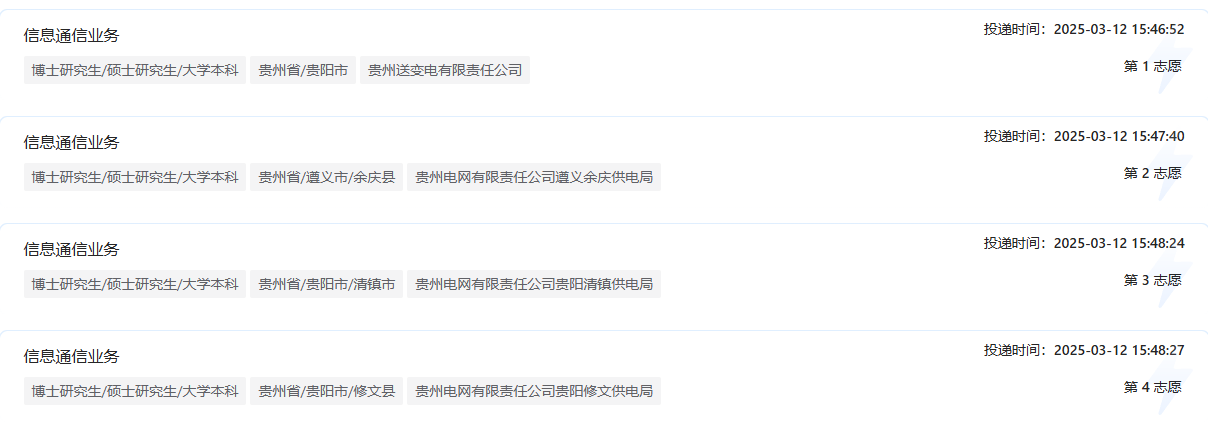 信息通信业务
投递时间：2025-03-12 15:46:52
博士研究生/硕士研究生/大学本科 贵州省/贵阳市 贵州送变电有限责任公司
第 1 志愿
信息通信业务
投递时间：2025-03-12 15:47:40
博士研究生/硕士研究生/大学本科 贵州省/遵义市/余庆县 贵州电网有限责任公司遵义余庆供电局
第 2 志愿
信息通信业务
投递时间：2025-03-12 15:48:24
博士研究生/硕士研究生/大学本科 贵州省/贵阳市/清镇市 贵州电网有限责任公司贵阳清镇供电局
第 3 志愿
信息通信业务
投递时间：2025-03-12 15:48:27
博士研究生/硕士研究生/大学本科 贵州省/贵阳市/修文县 贵州电网有限责任公司贵阳修文供电局
第 4 志愿